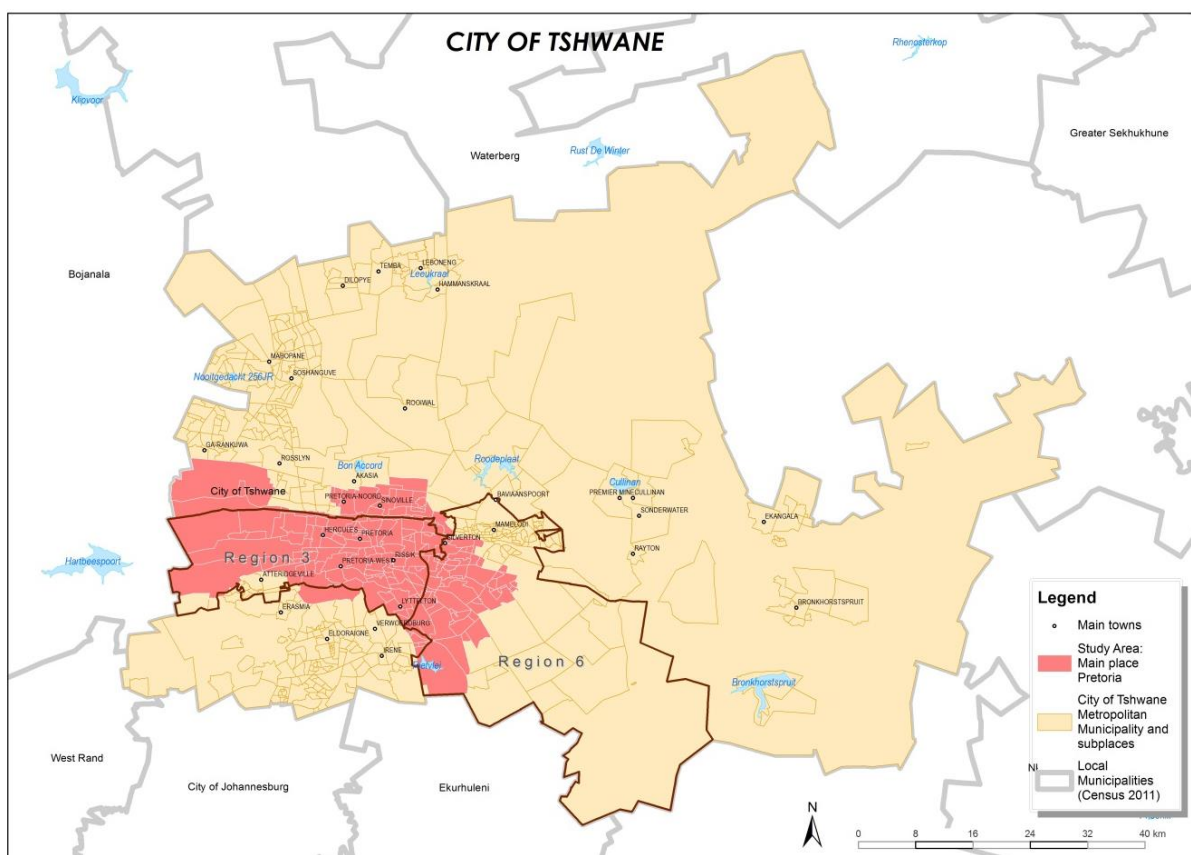 CITY OF TSHWANE
Rhenosterkop
Klipvoor
Greater Sekhukhune
Waterberg
Rust De Winter
Bojanala
LEBONENG
TEMBA
Leeukraal
DILOPYE
HAMMANSKRAAL
MABOPANE
Nooitgedacht 256JR
SOSHANGUVE
ROOIWAL
GA-RANKUWA
ROSSLYN
Bon Accord
Roodeplaat
AKASIA
Cullinan
City of Tshwane
PRETORIA-NOORD
SINOVILLE
BAVIAANSPOORT
PREMIER MINE
CULLINAN
SONDERWATER
EKANGALA
HERCULES
PRETORIA
MAMELODI
SILVERTON
Hartbeespoort
Region 3
PRETORIA-WEST
RISSIK
RAYTON
ATTERIDGEVILLE
LYTTELTON
ERASMIA
BRONKHORSTSPRUIT
VERWOERDBURG
ELDORAIGNE
IRENE
Rietvlei
Region 6
Bronkhorstspruit
West Rand
City of Johannesburg
Ekurhuleni
Legend
Main towns
Study Area:
Main place
Pretoria
City of Tshwane
Metropolitan
Municipality and
subplaces
Local
Municipalities
(Census 2011)
N
0 8 16 24 32 40 km